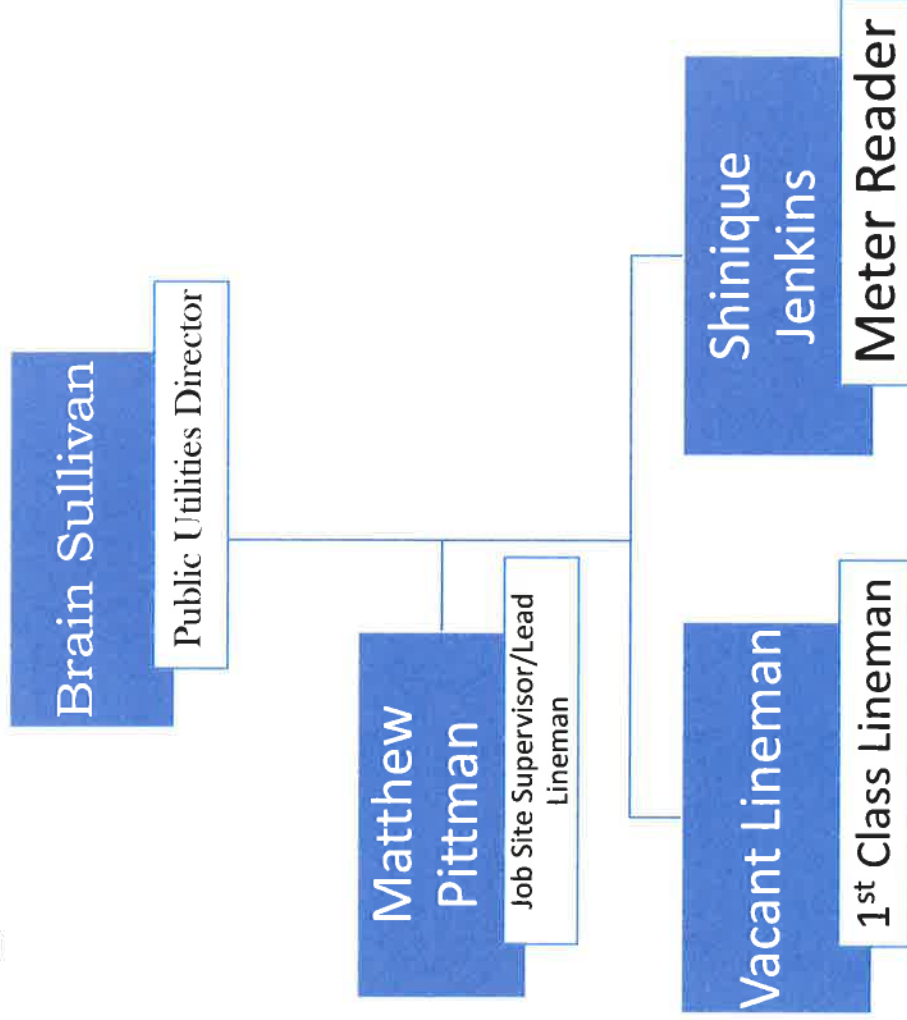 Brain Sullivan
Public Utilities Director
Matthew
Pittman
Job Site Supervisor/Lead
Lineman
Vacant Lineman
1st Class Lineman
Shinique
Jenkins
Meter Reader